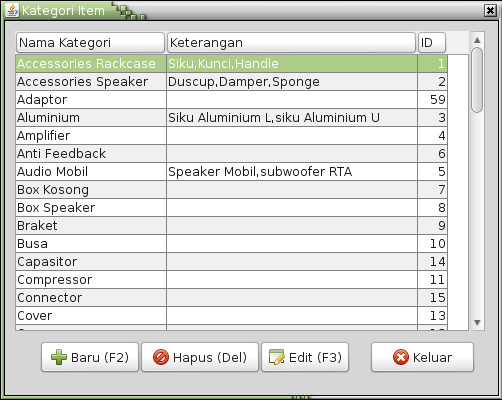 Kategori Item
Nama Kategori Keterangan ID
Accessories Rackcase Siku,Kunci,Handle 1
Accessories Speaker Duscup,Damper,Sponge 2
Adaptor 59
Aluminium Siku Aluminium L,siku Aluminium U 3
Amplifier 4
Anti Feedback 6
Audio Mobil Speaker Mobil,subwoofer RTA 5
Box Kosong 7
Box Speaker 8
Braket 9
Busa 10
Capasitor 14
Compressor 11
Connector 15
Cover 13
Baru (F2) Hapus (Del) Edit (F3) Keluar